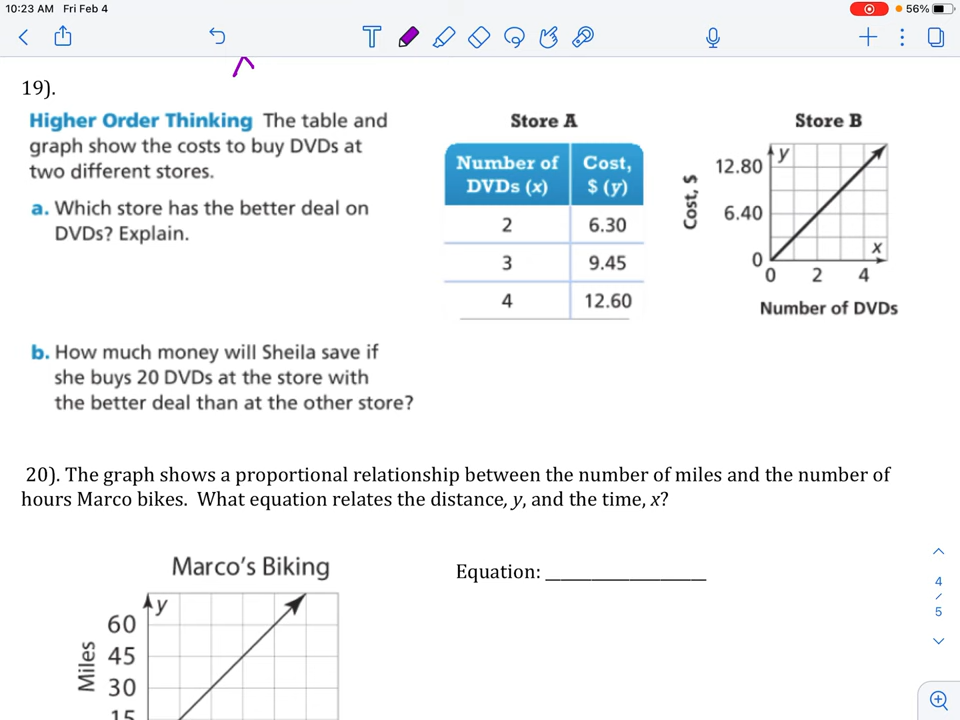 10:23 AM Fri Feb 4
56%
T
19).
Higher Order Thinking The table and
graph show the costs to buy DVDs at
two different stores.
a. Which store has the better deal on
DVDs? Explain.
Store A
Number of DVDs (x) Cost, $ (y)
2 6.30
3 9.45
4 12.60
Store B
Cost, $
12.80
6.40
0
y
x
0 2 4
Number of DVDs
b. How much money will Sheila save if
she buys 20 DVDs at the store with
the better deal than at the other store?
20). The graph shows a proportional relationship between the number of miles and the number of
hours Marco bikes. What equation relates the distance, y, and the time, x?
Marco's Biking
Equation: ____________________
y
Miles
60
45
30
15
4
/
5